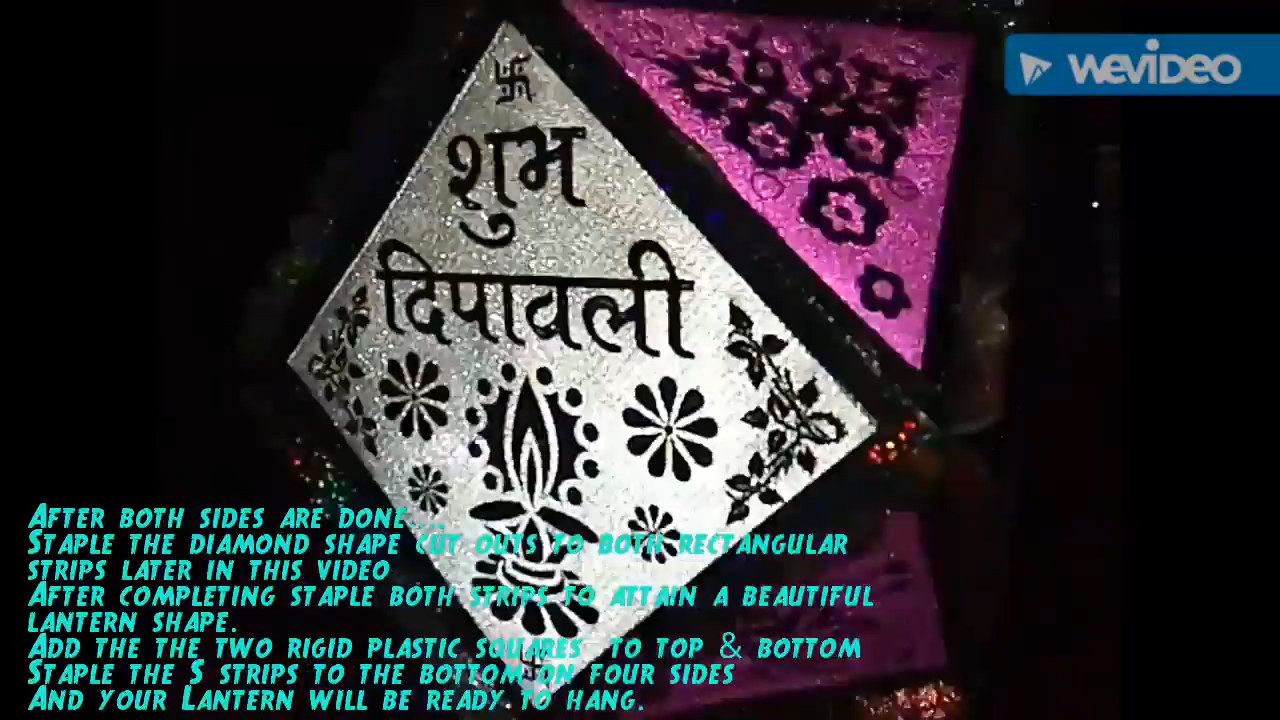 WEVIDEO
शुभ
दिपावली
AFTER BOTH SIDES ARE DONE....
STAPLE THE DIAMOND SHAPE CUT OUTS TO BOTH RECTANGULAR
STRIPS LATER IN THIS VIDEO
AFTER COMPLETING STAPLE BOTH STRIPS TO ATTAIN A BEAUTIFUL
LANTERN SHAPE.
ADD THE THE TWO RIGID PLASTIC SQUARES TO TOP & BOTTOM
STAPLE THE S STRIPS TO THE BOTTOM ON FOUR SIDES
AND YOUR LANTERN WILL BE READY TO HANG.